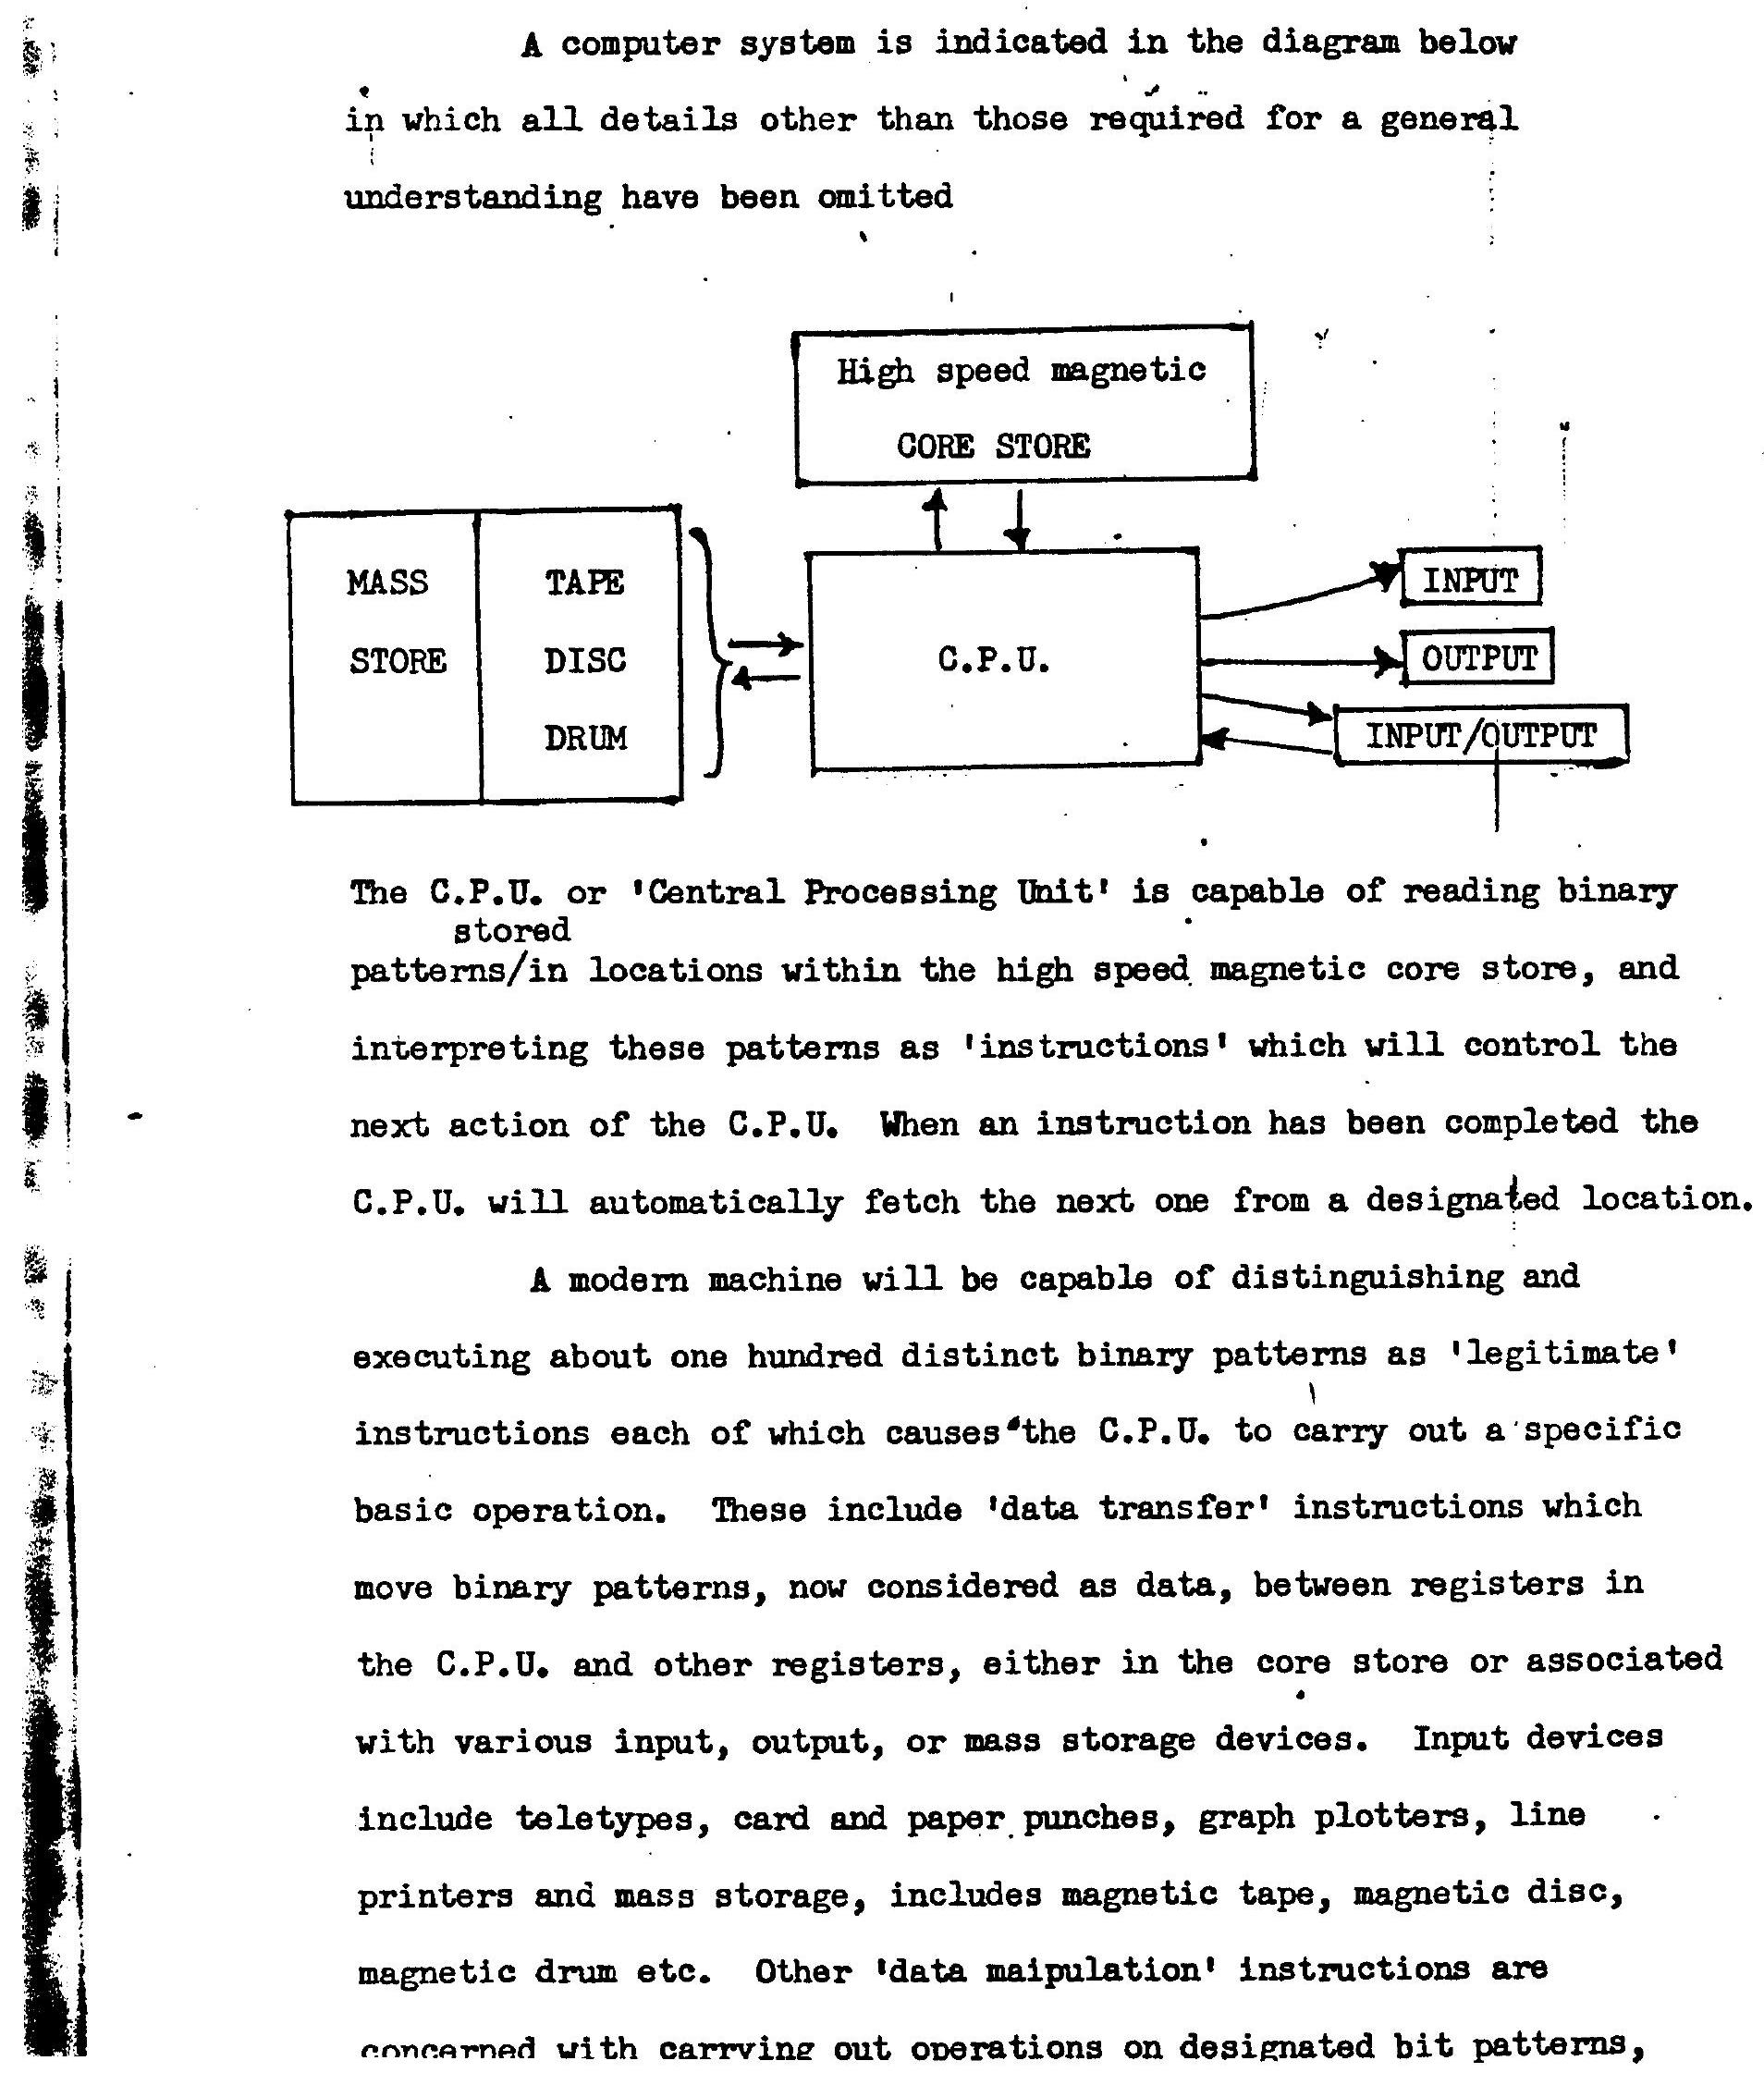 A computer system is indicated in the diagram below
in which all details other than those required for a general
understanding have been omitted
High speed magnetic
CORE STORE
MASS
STORE
TAPE
DISC
DRUM
C.P.U.
INPUT
OUTPUT
INPUT/OUTPUT
The C.P.U. or 'Central Processing Unit' is capable of reading binary
stored
patterns/in locations within the high speed magnetic core store, and
interpreting these patterns as 'instructions' which will control the
next action of the C.P.U. When an instruction has been completed the
C.P.U. will automatically fetch the next one from a designated location.
A modern machine will be capable of distinguishing and
executing about one hundred distinct binary patterns as 'legitimate'
instructions each of which causes the C.P.U. to carry out a specific
basic operation. These include 'data transfer' instructions which
move binary patterns, now considered as data, between registers in
the C.P.U. and other registers, either in the core store or associated
with various input, output, or mass storage devices. Input devices
include teletypes, card and paper punches, graph plotters, line
printers and mass storage, includes magnetic tape, magnetic disc,
magnetic drum etc. Other 'data maipulation' instructions are
concerned with carrying out operations on designated bit patterns,